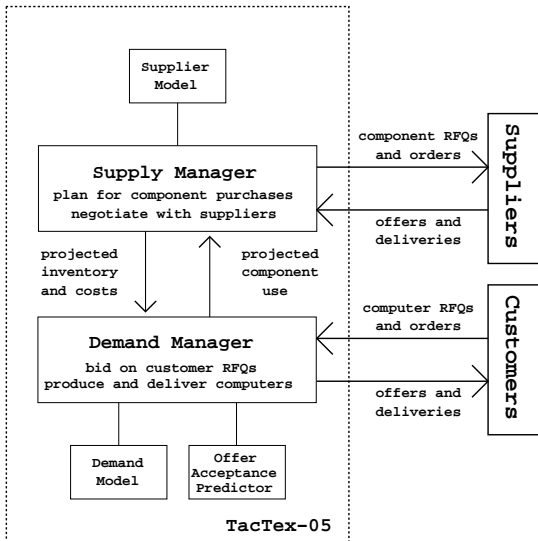 Supplier
Model
Supply Manager
plan for component purchases
negotiate with suppliers
component RFQs
and orders
offers and
deliveries
Suppliers
projected
inventory
and costs
projected
component
use
Demand Manager
bid on customer RFQs
produce and deliver computers
computer RFQs
and orders
offers and
deliveries
Customers
Demand
Model
Offer
Acceptance
Predictor
TacTex-05